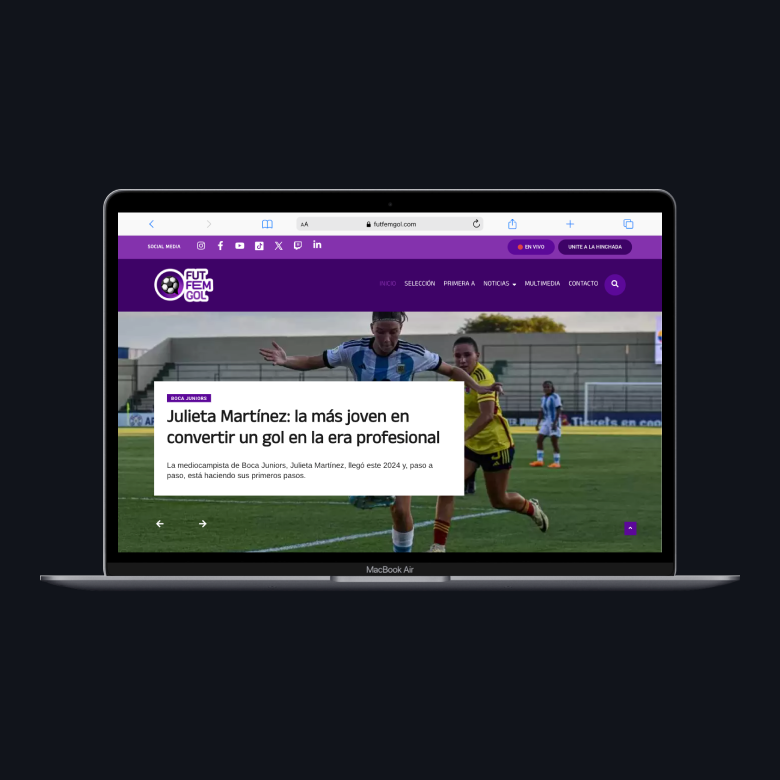 AA futfemgol.com
SOCIAL MEDIA
EN VIVO
UNITE A LA HINCHADA
FUT
FEM
GOL
INICIO SELECCIÓN PRIMERA A NOTICIAS MULTIMEDIA CONTACTO
BOCA JUNIORS
Julieta Martínez: la más joven en
convertir un gol en la era profesional
La mediocampista de Boca Juniors, Julieta Martínez, llegó este 2024 y, paso a
paso, está haciendo sus primeros pasos.
Tickets en
MacBook Air